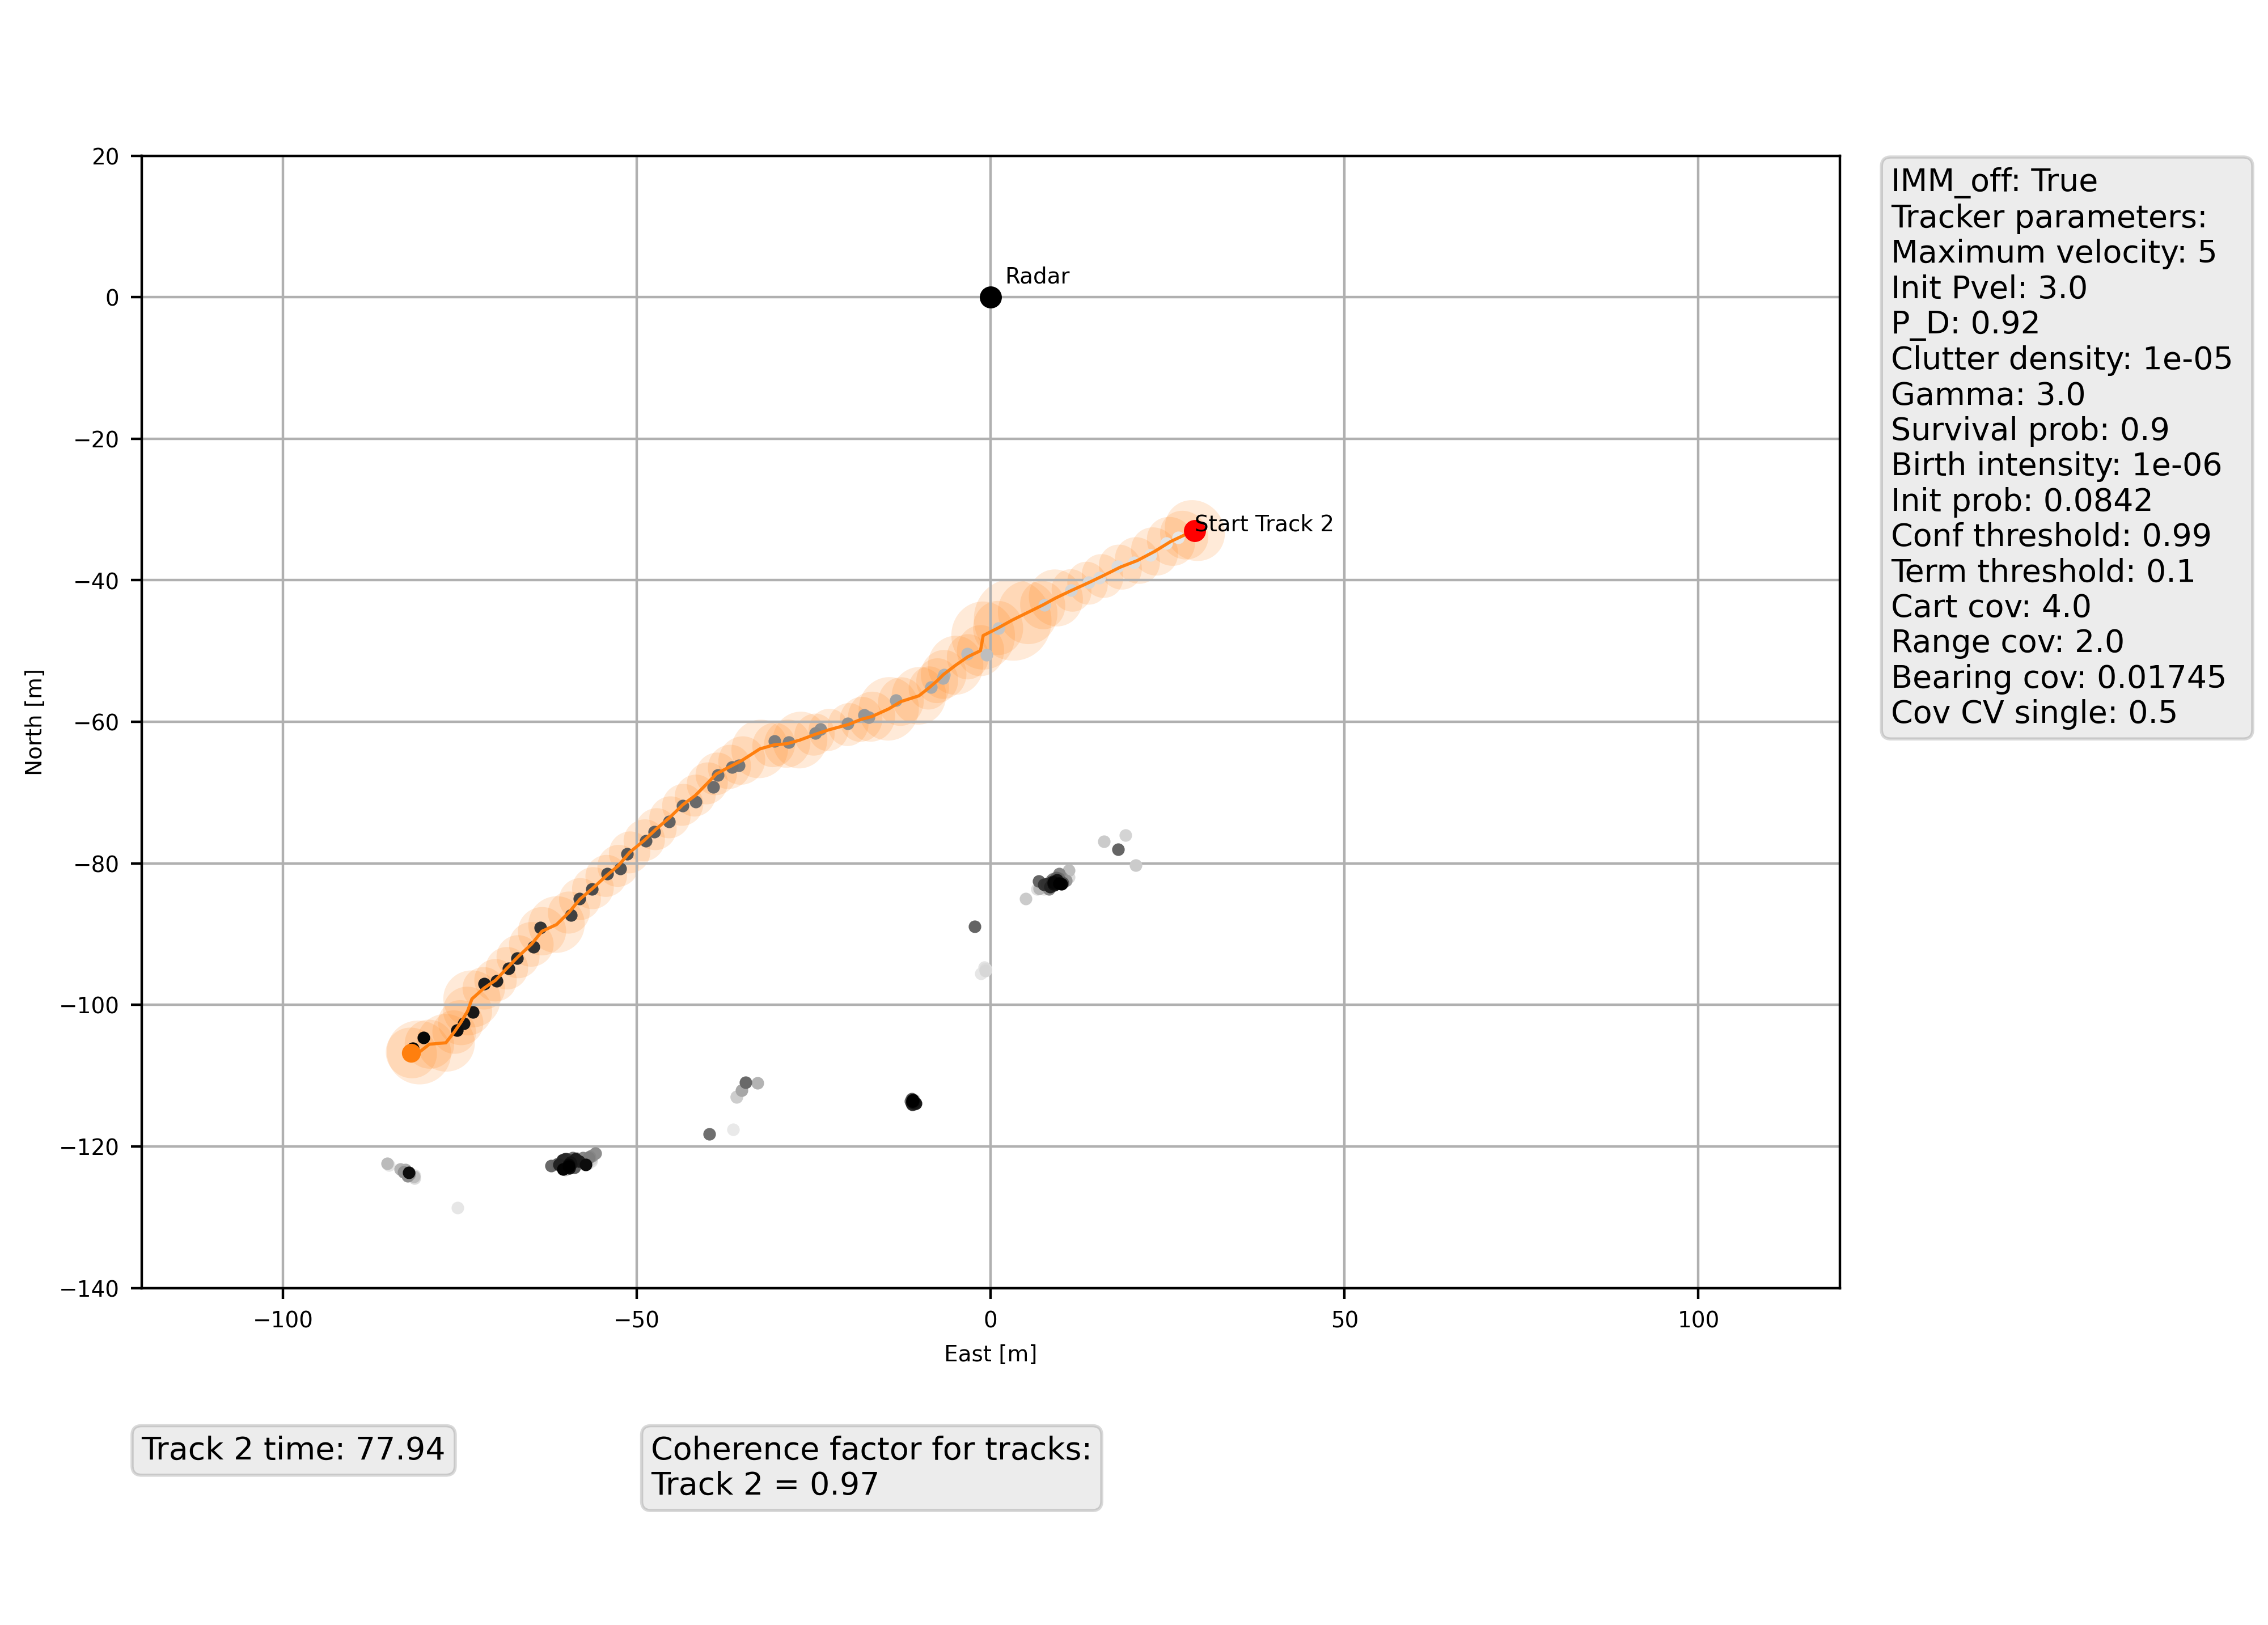 20
0
−20
−40
−60
−80
−100
−120
−140
North [m]
Radar
Start Track 2
−100
−50
0
50
100
East [m]
IMM_off: True
Tracker parameters:
Maximum velocity: 5
Init Pvel: 3.0
P_D: 0.92
Clutter density: 1e-05
Gamma: 3.0
Survival prob: 0.9
Birth intensity: 1e-06
Init prob: 0.0842
Conf threshold: 0.99
Term threshold: 0.1
Cart cov: 4.0
Range cov: 2.0
Bearing cov: 0.01745
Cov CV single: 0.5
Track 2 time: 77.94
Coherence factor for tracks:
Track 2 = 0.97